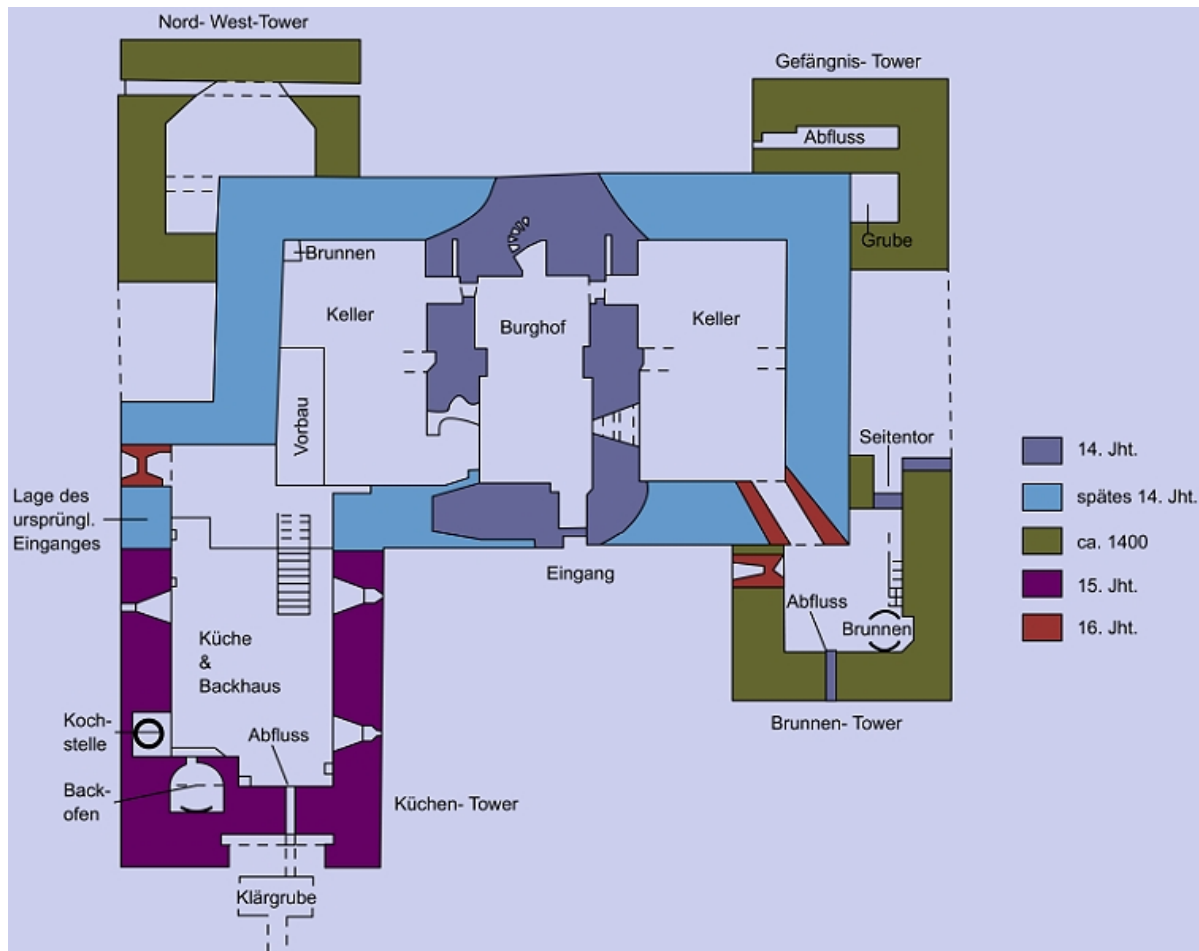 Nord- West-Tower
Gefängnis- Tower
Abfluss
Grube
Brunnen
Keller
Burghof
Keller
Vorbau
Seitentor
14. Jht.
spätes 14. Jht.
ca. 1400
15. Jht.
16. Jht.
Lage des
ursprüngl.
Einganges
Eingang
Abfluss
Brunnen
Brunnen- Tower
Küche
&
Backhaus
Koch-
stelle
Abfluss
Back-
ofen
Küchen- Tower
Klärgrube